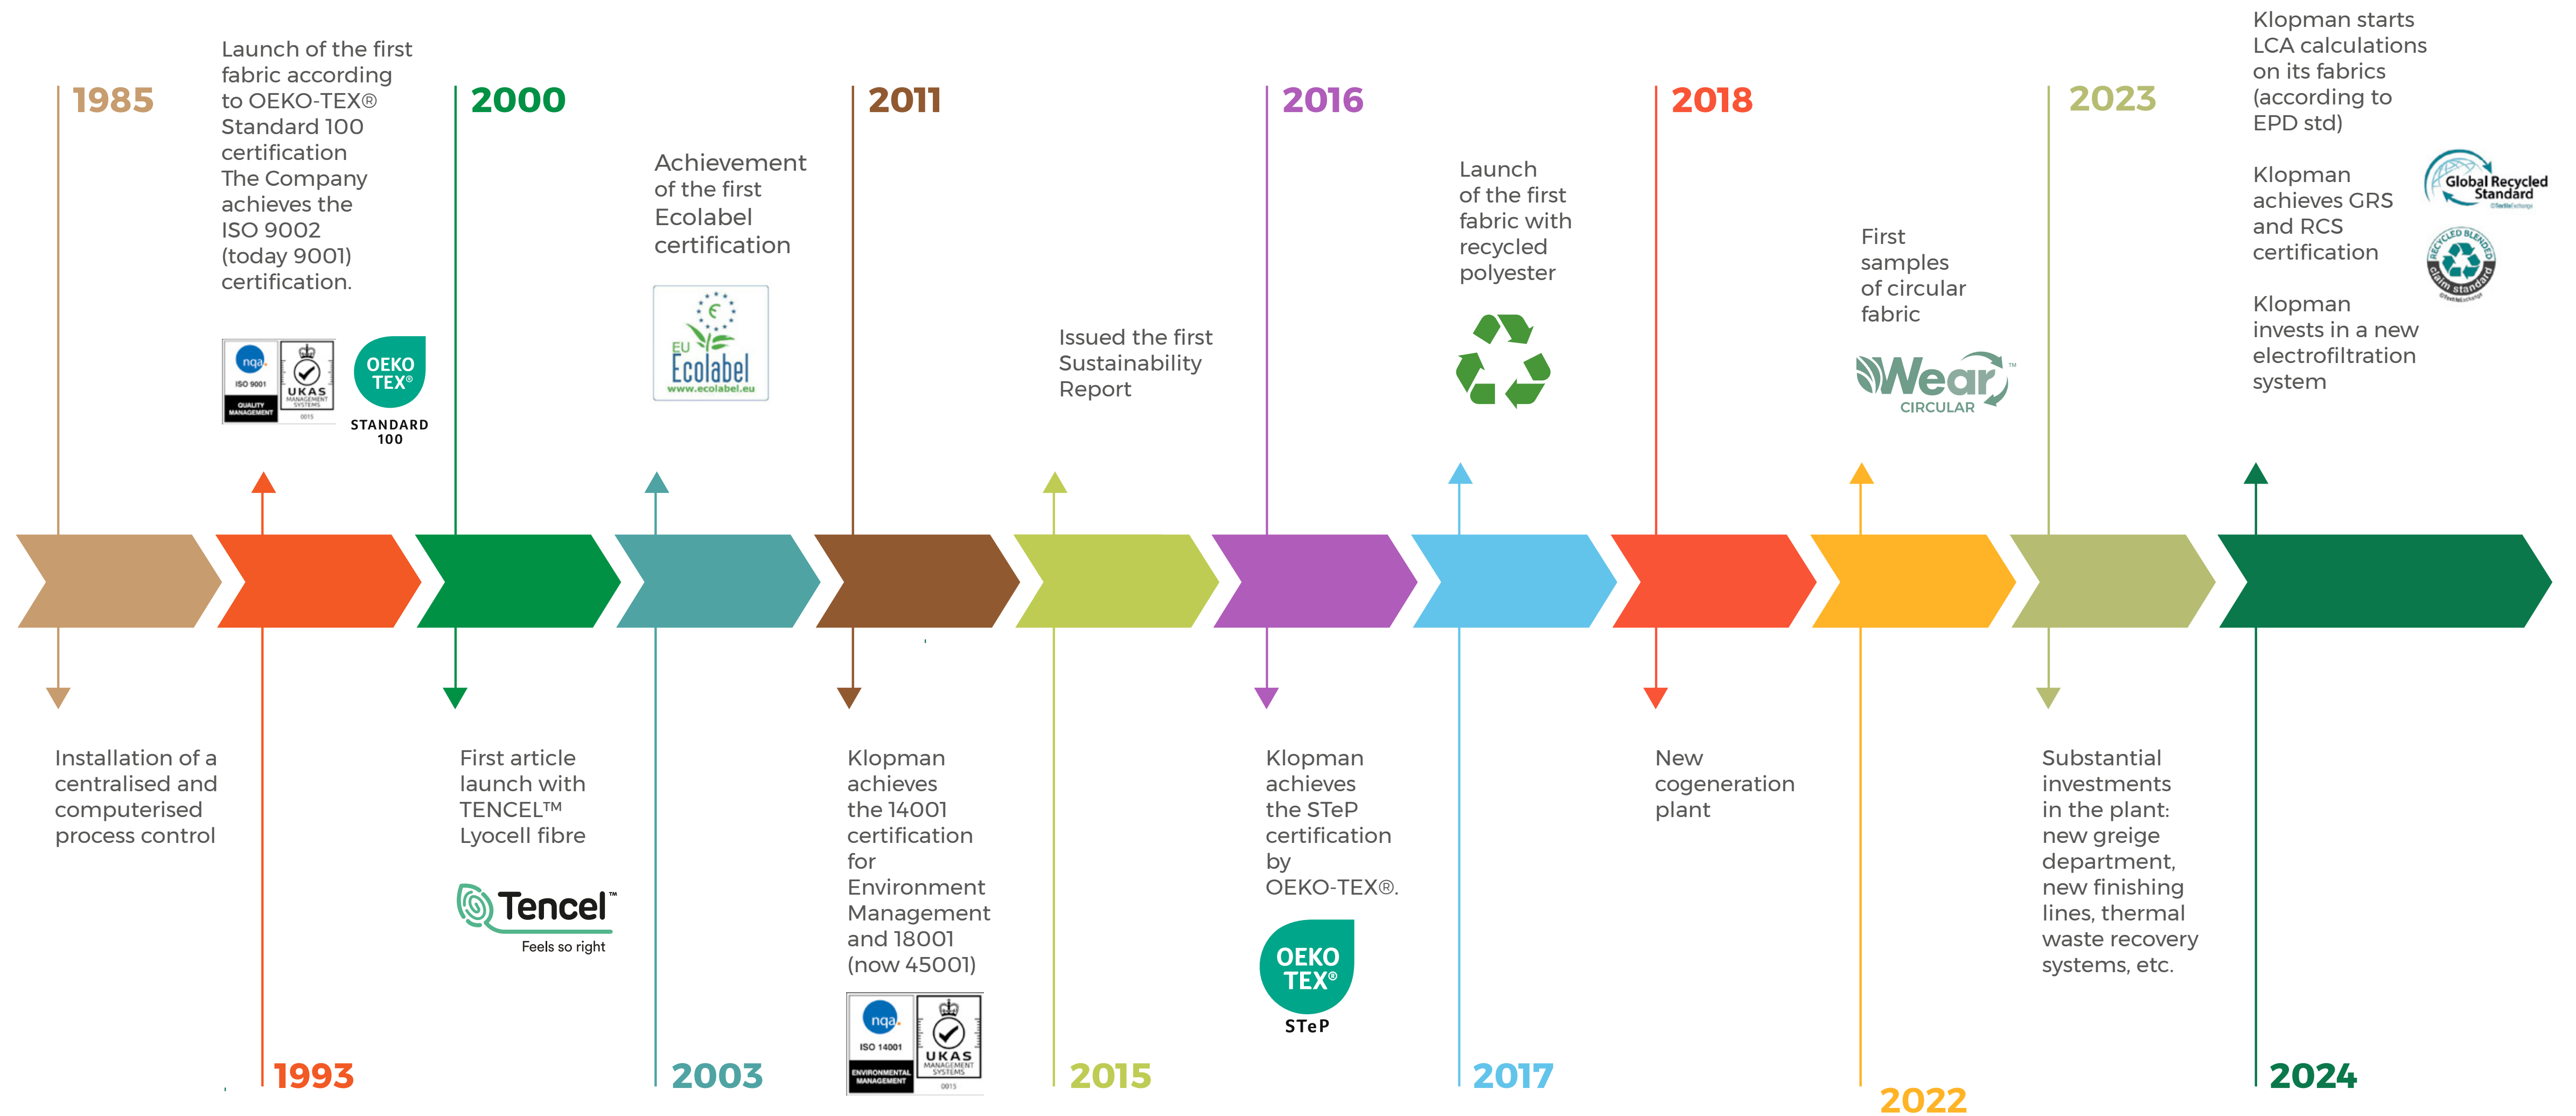 1985
Installation of a
centralised and
computerised
process control
Launch of the first
fabric according
to OEKO-TEX®
Standard 100
certification
The Company
achieves the
ISO 9002
(today 9001)
certification.
nqa.
ISO 9001
QUALITY
MANAGEMENT
UKAS
MANAGEMENT
SYSTEMS
0015
OEKO
TEX®
STANDARD
100
1993
2000
First article
launch with
TENCEL™
Lyocell fibre
Tencel™
Feels so right
Achievement
of the first
Ecolabel
certification
EU
Ecolabel
www.ecolabel.eu
2003
2011
Klopman
achieves
the 14001
certification
for
Environment
Management
and 18001
(now 45001)
nqa.
ISO 14001
ENVIRONMENTAL
MANAGEMENT
UKAS
MANAGEMENT
SYSTEMS
0015
Issued the first
Sustainability
Report
2015
2016
Klopman
achieves
the STeP
certification
by
OEKO-TEX®.
OEKO
TEX®
STeP
Launch
of the first
fabric with
recycled
polyester
2017
2018
New
cogeneration
plant
First
samples
of circular
fabric
Wear™
CIRCULAR
2022
2023
Substantial
investments
in the plant:
new greige
department,
new finishing
lines, thermal
waste recovery
systems, etc.
Klopman starts
LCA calculations
on its fabrics
(according to
EPD std)
Klopman
achieves GRS
and RCS
certification
Klopman
invests in a new
electrofiltration
system
Global Recycled
Standard
©TextileExchange
RECYCLED BLENDED
claim standard
©TextileExchange
2024